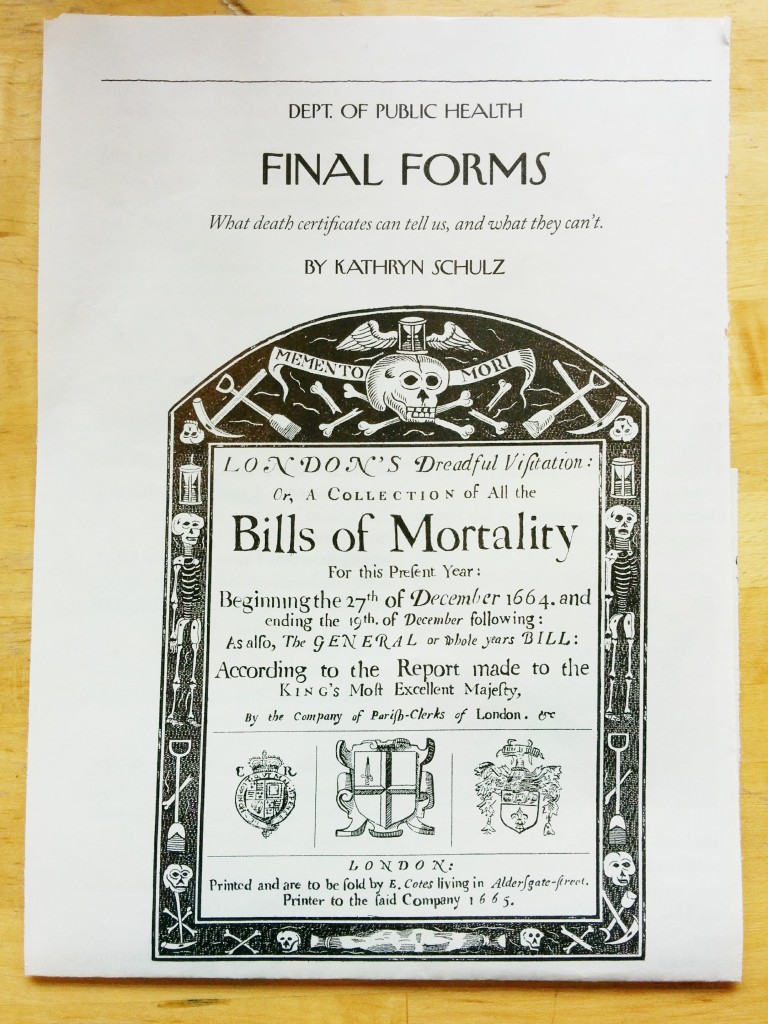 DEPT. OF PUBLIC HEALTH
FINAL FORMS
What death certificates can tell us, and what they can't.
BY KATHRYN SCHULZ
MEMENTO MORI
LONDON'S Dreadful Viſitation:
Or, A COLLECTION of All the
Bills of Mortality
For this Preſent Year:
Beginning the 27th of December 1664. and
ending the 19th. of December following:
As alſo, The GENERAL or whole years BILL:
According to the Report made to the
KING'S Moſt Excellent Majeſty,
By the Company of Pariſh-Clerks of London. &c
C R
LONDON:
Printed and are to be ſold by E. Cotes living in Alderſgate-ſtreet.
Printer to the ſaid Company 1665.